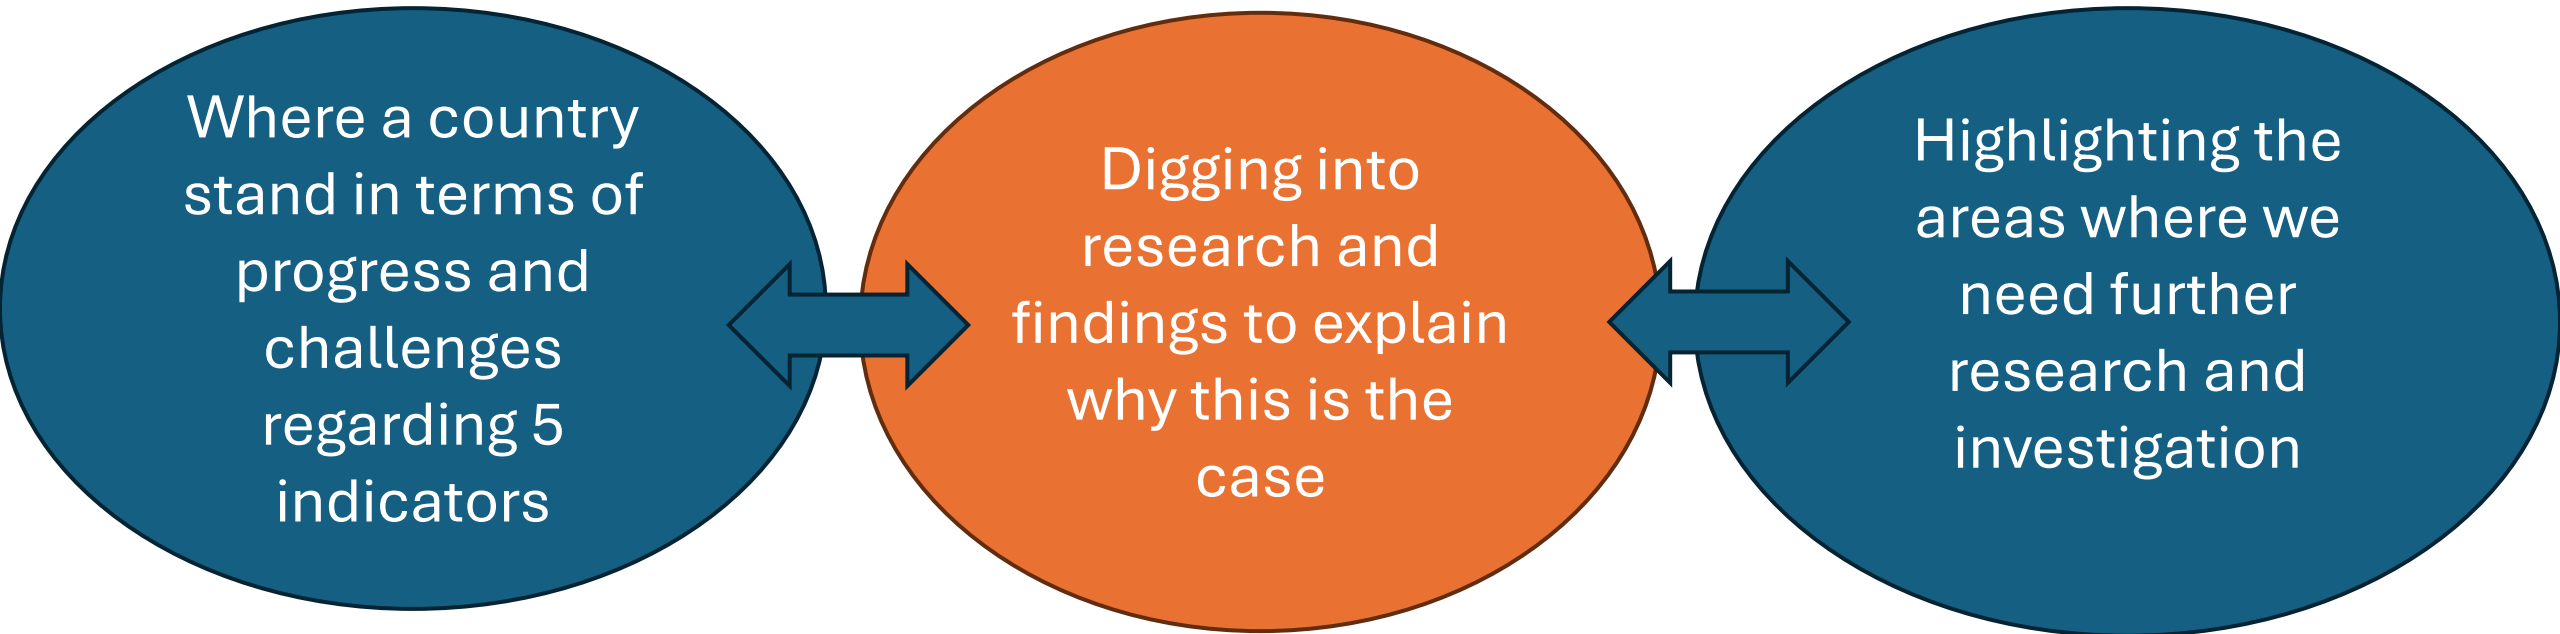 Where a country
stand in terms of
progress and
challenges
regarding 5
indicators
Digging into
research and
findings to explain
why this is the
case
Highlighting the
areas where we
need further
research and
investigation